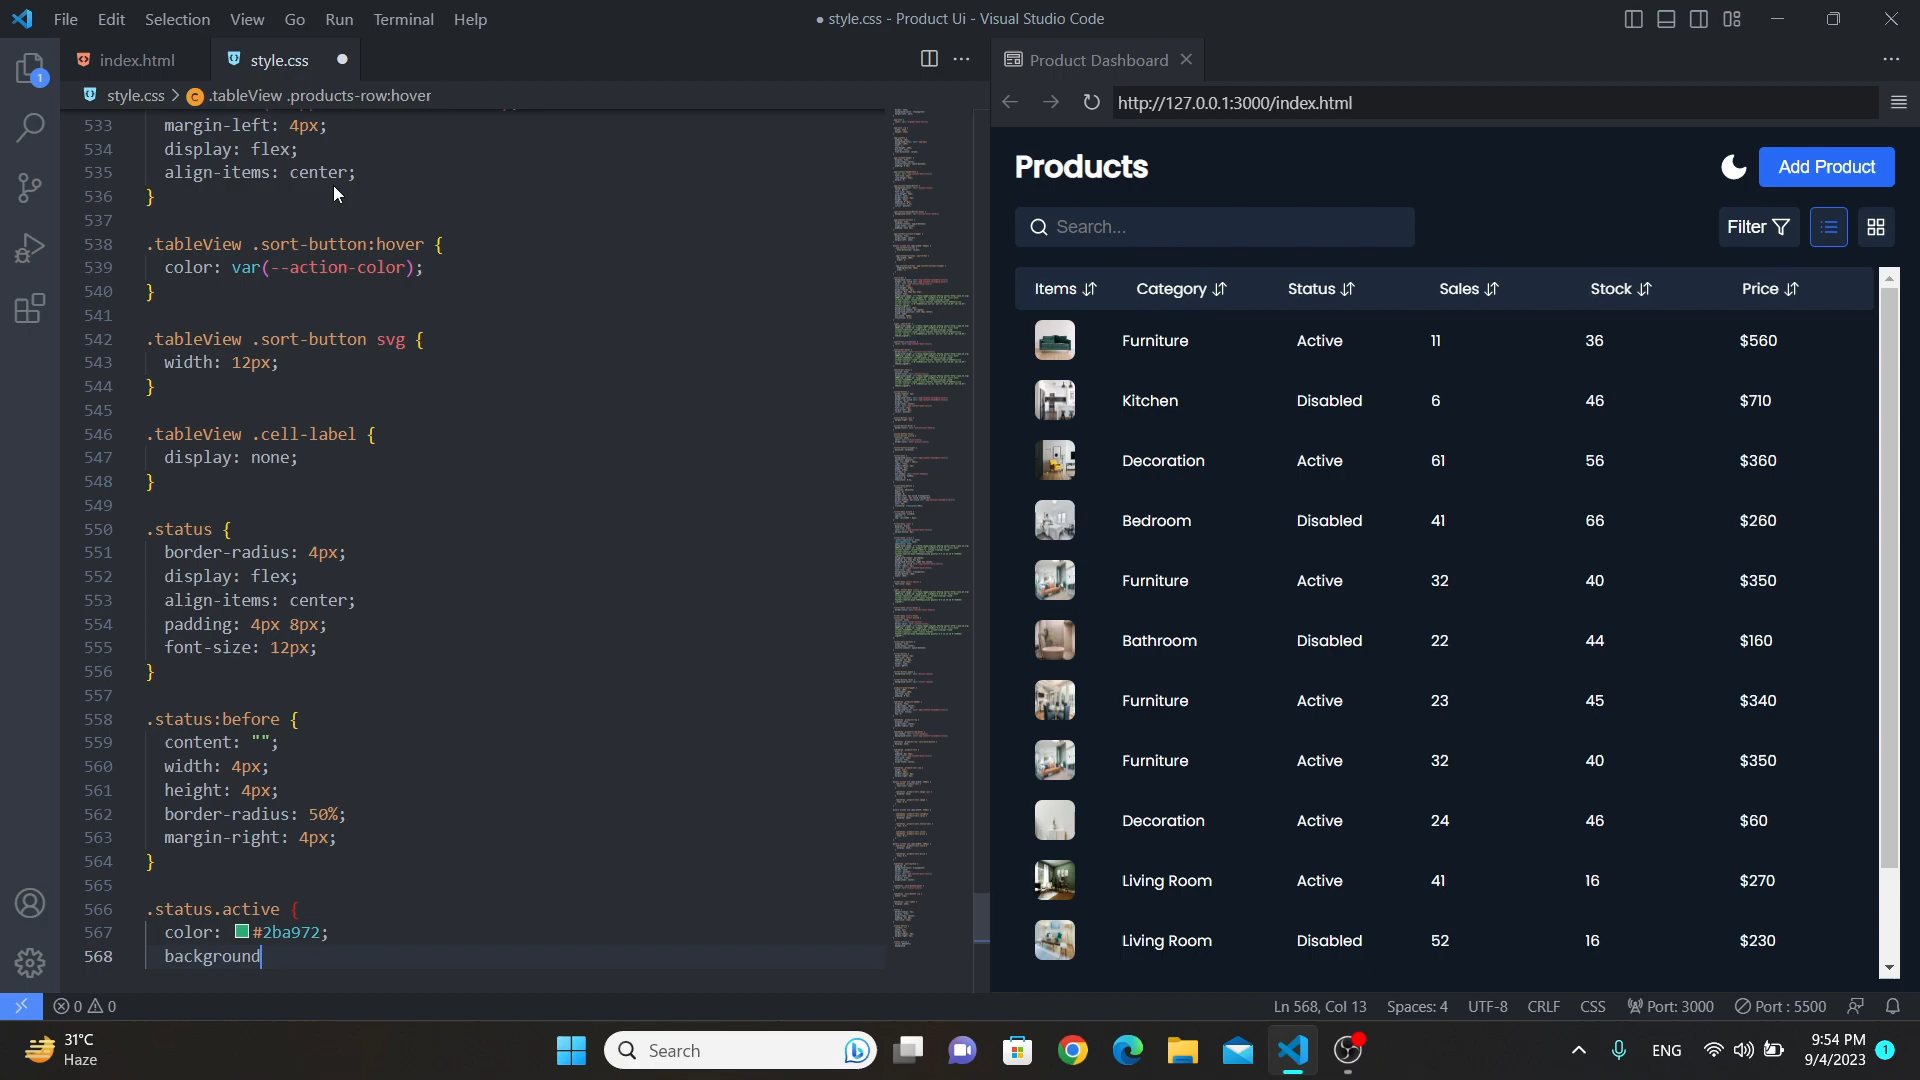 File Edit Selection View Go Run Terminal Help
● style.css - Product Ui - Visual Studio Code
index.html
style.css
style.css > .tableView .products-row:hover
533 margin-left: 4px;
534 display: flex;
535 align-items: center;
536 }
537
538 .tableView .sort-button:hover {
539 color: var(--action-color);
540 }
541
542 .tableView .sort-button svg {
543 width: 12px;
544 }
545
546 .tableView .cell-label {
547 display: none;
548 }
549
550 .status {
551 border-radius: 4px;
552 display: flex;
553 align-items: center;
554 padding: 4px 8px;
555 font-size: 12px;
556 }
557
558 .status:before {
559 content: "";
560 width: 4px;
561 height: 4px;
562 border-radius: 50%;
563 margin-right: 4px;
564 }
565
566 .status.active {
567 color: #2ba972;
568 background
Product Dashboard
http://127.0.0.1:3000/index.html
Products
Add Product
Search...
Filter
Items Category Status Sales Stock Price
Furniture Active 11 36 $560
Kitchen Disabled 6 46 $710
Decoration Active 61 56 $360
Bedroom Disabled 41 66 $260
Furniture Active 32 40 $350
Bathroom Disabled 22 44 $160
Furniture Active 23 45 $340
Furniture Active 32 40 $350
Decoration Active 24 46 $60
Living Room Active 41 16 $270
Living Room Disabled 52 16 $230
1
0 0
Ln 568, Col 13 Spaces: 4 UTF-8 CRLF CSS Port: 3000 Port : 5500
31°C
Haze
Search
ENG
9:54 PM
9/4/2023
1